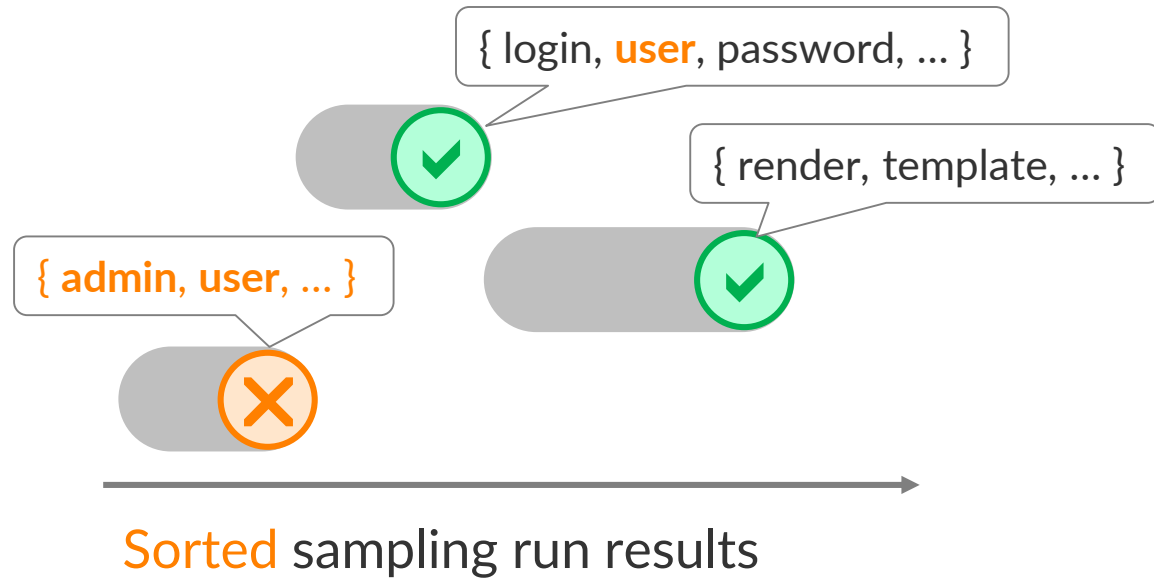 { login, user, password, ... }
{ render, template, ... }
{ admin, user, ... }
Sorted sampling run results